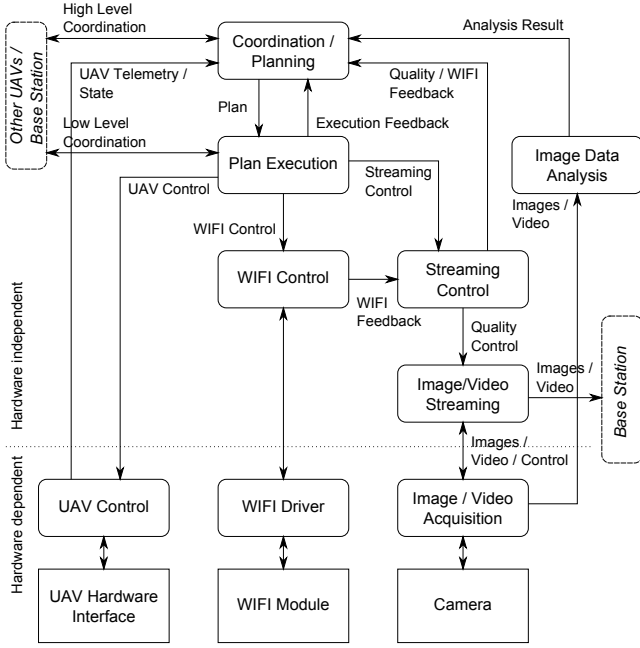 High Level
Coordination
Other UAVs /
Base Station
Coordination /
Planning
Analysis Result
UAV Telemetry /
State
Quality / WIFI
Feedback
Plan
Execution Feedback
Low Level
Coordination
Plan Execution
Streaming
Control
Image Data
Analysis
UAV Control
Images /
Video
WIFI Control
WIFI Control
WIFI
Feedback
Streaming
Control
Hardware independent
Quality
Control
Image/Video
Streaming
Images /
Video
Base Station
Images /
Video / Control
Hardware dependent
UAV Control
WIFI Driver
Image / Video
Acquisition
UAV Hardware
Interface
WIFI Module
Camera